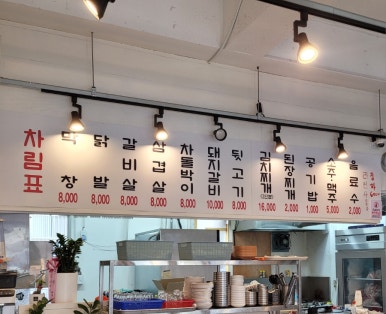 차림표
막창 8,000
닭발 8,000
갈비살 8,000
삼겹살 8,000
차돌박이 8,000
돼지갈비 10,000
뒷고기 8,000
김치찌개 16,000
된장찌개 2,000
공기밥 1,000
소주맥주 5,000
음료수 2,000